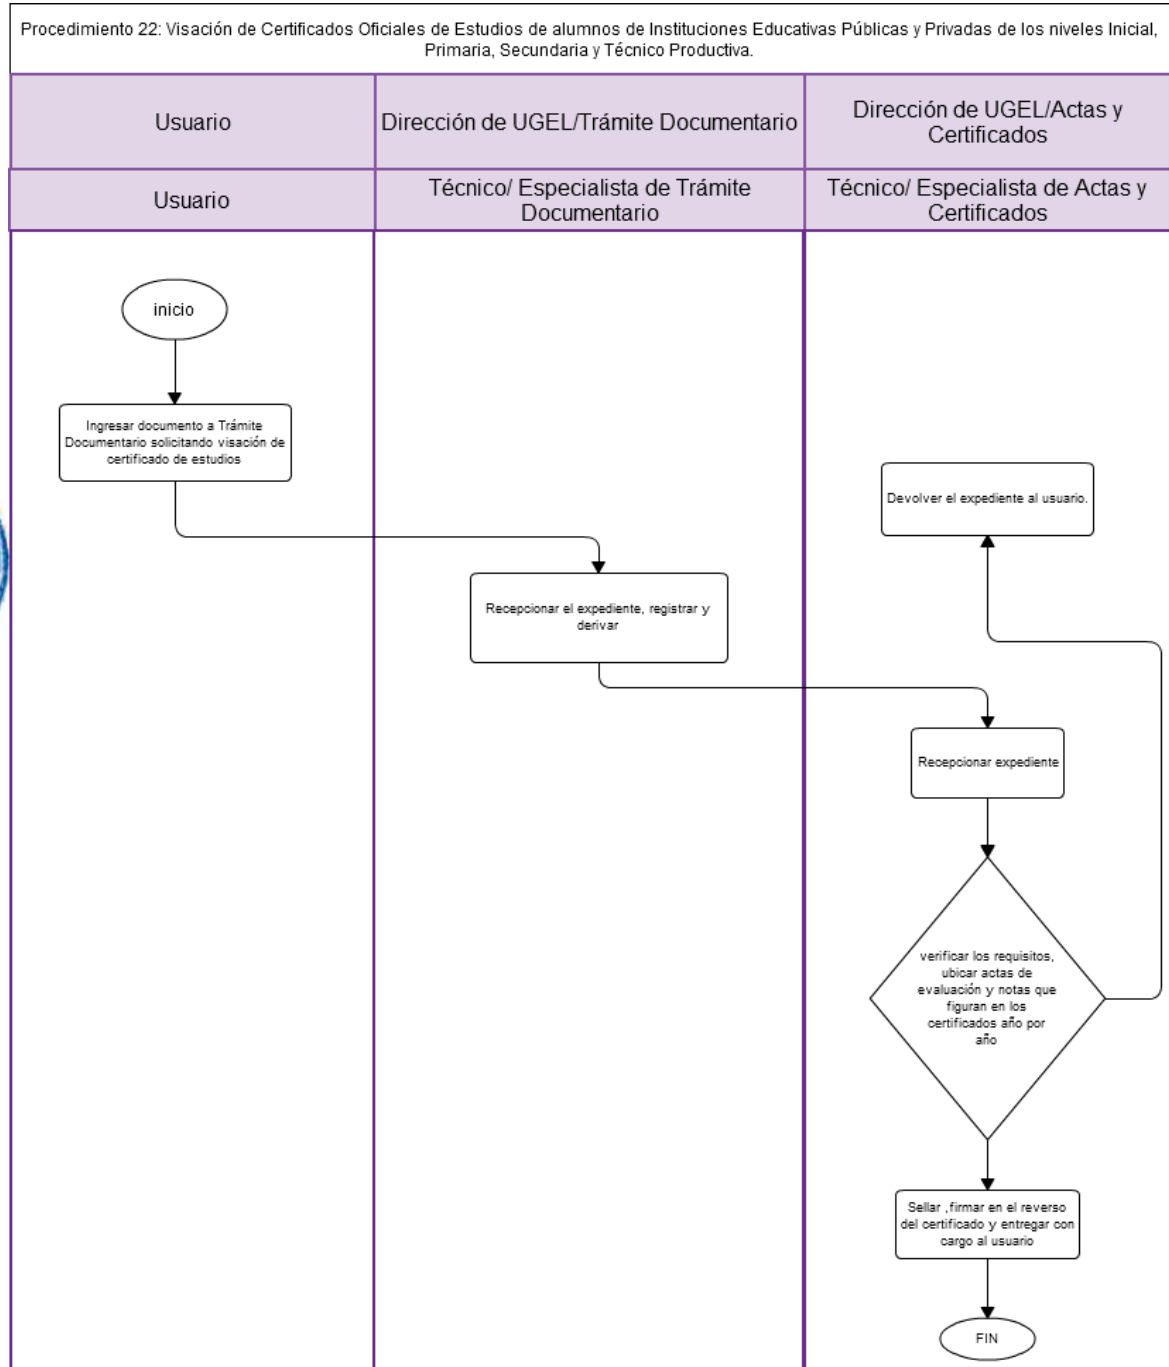 Procedimiento 22: Visación de Certificados Oficiales de Estudios de alumnos de Instituciones Educativas Públicas y Privadas de los niveles Inicial,
Primaria, Secundaria y Técnico Productiva.
Usuario
Dirección de UGEL/Trámite Documentario
Dirección de UGEL/Actas y
Certificados
Usuario
Técnico/ Especialista de Trámite
Documentario
Técnico/ Especialista de Actas y
Certificados
inicio
Ingresar documento a Trámite
Documentario solicitando visación de
certificado de estudios
Devolver el expediente al usuario.
Recepcionar el expediente, registrar y
derivar
Recepcionar expediente
verificar los requisitos,
ubicar actas de
evaluación y notas que
figuran en los
certificados año por
año
Sellar ,firmar en el reverso
del certificado y entregar con
cargo al usuario
FIN